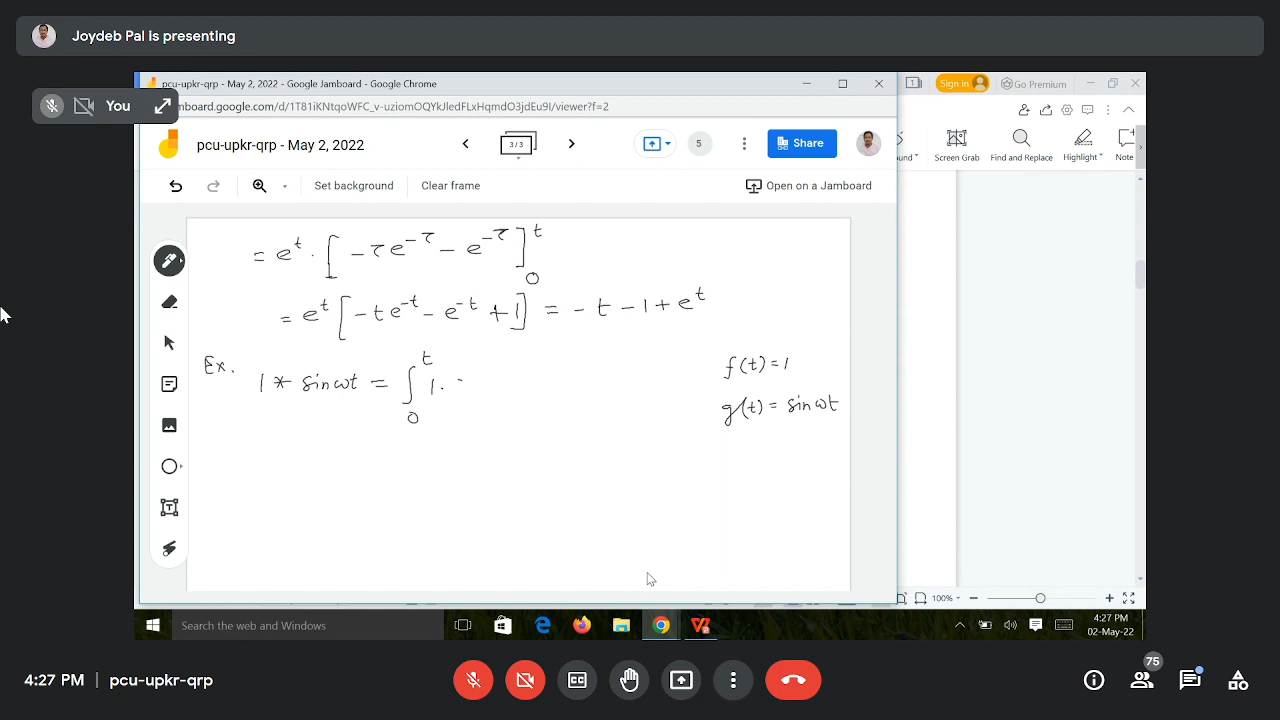 Joydeb Pal is presenting
pcu-upkr-qrp - May 2, 2022 - Google Jamboard - Google Chrome
You
jamboard.google.com/d/1T81iKNtqoWFC_v-uziomOQYkJledFLxHqmdO3jdEu9I/viewer?f=2
1
Sign in
Go Premium
pcu-upkr-qrp - May 2, 2022
3/3
5
Share
Screen Grab
Find and Replace
Highlight
Note
Set background
Clear frame
Open on a Jamboard
= e^t · [-τe^-τ - e^-τ]_0^t
= e^t [-te^-t - e^-t + 1] = -t - 1 + e^t
Ex.
1 * sinωt = ∫_0^t 1.
f(t) = 1
g(t) = sinωt
100%
Search the web and Windows
4:27 PM
02-May-22
4:27 PM | pcu-upkr-qrp
75